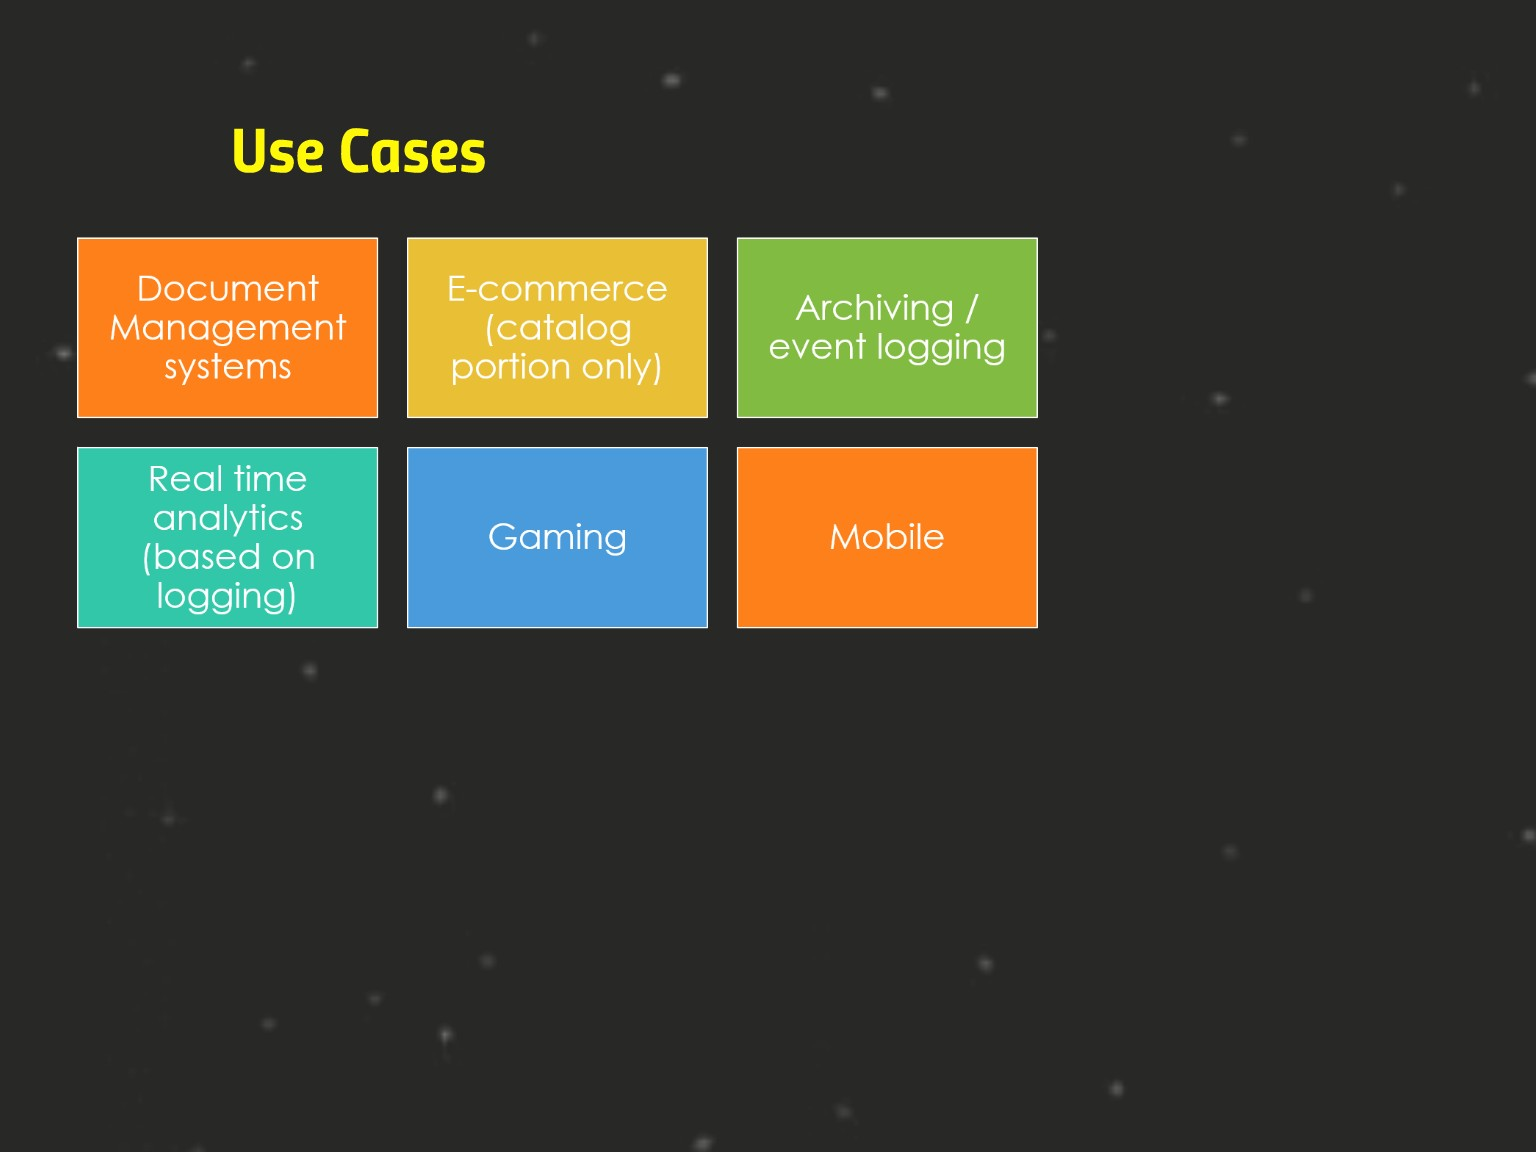 Use Cases
Document
Management
systems
E-commerce
(catalog
portion only)
Archiving /
event logging
Real time
analytics
(based on
logging)
Gaming
Mobile